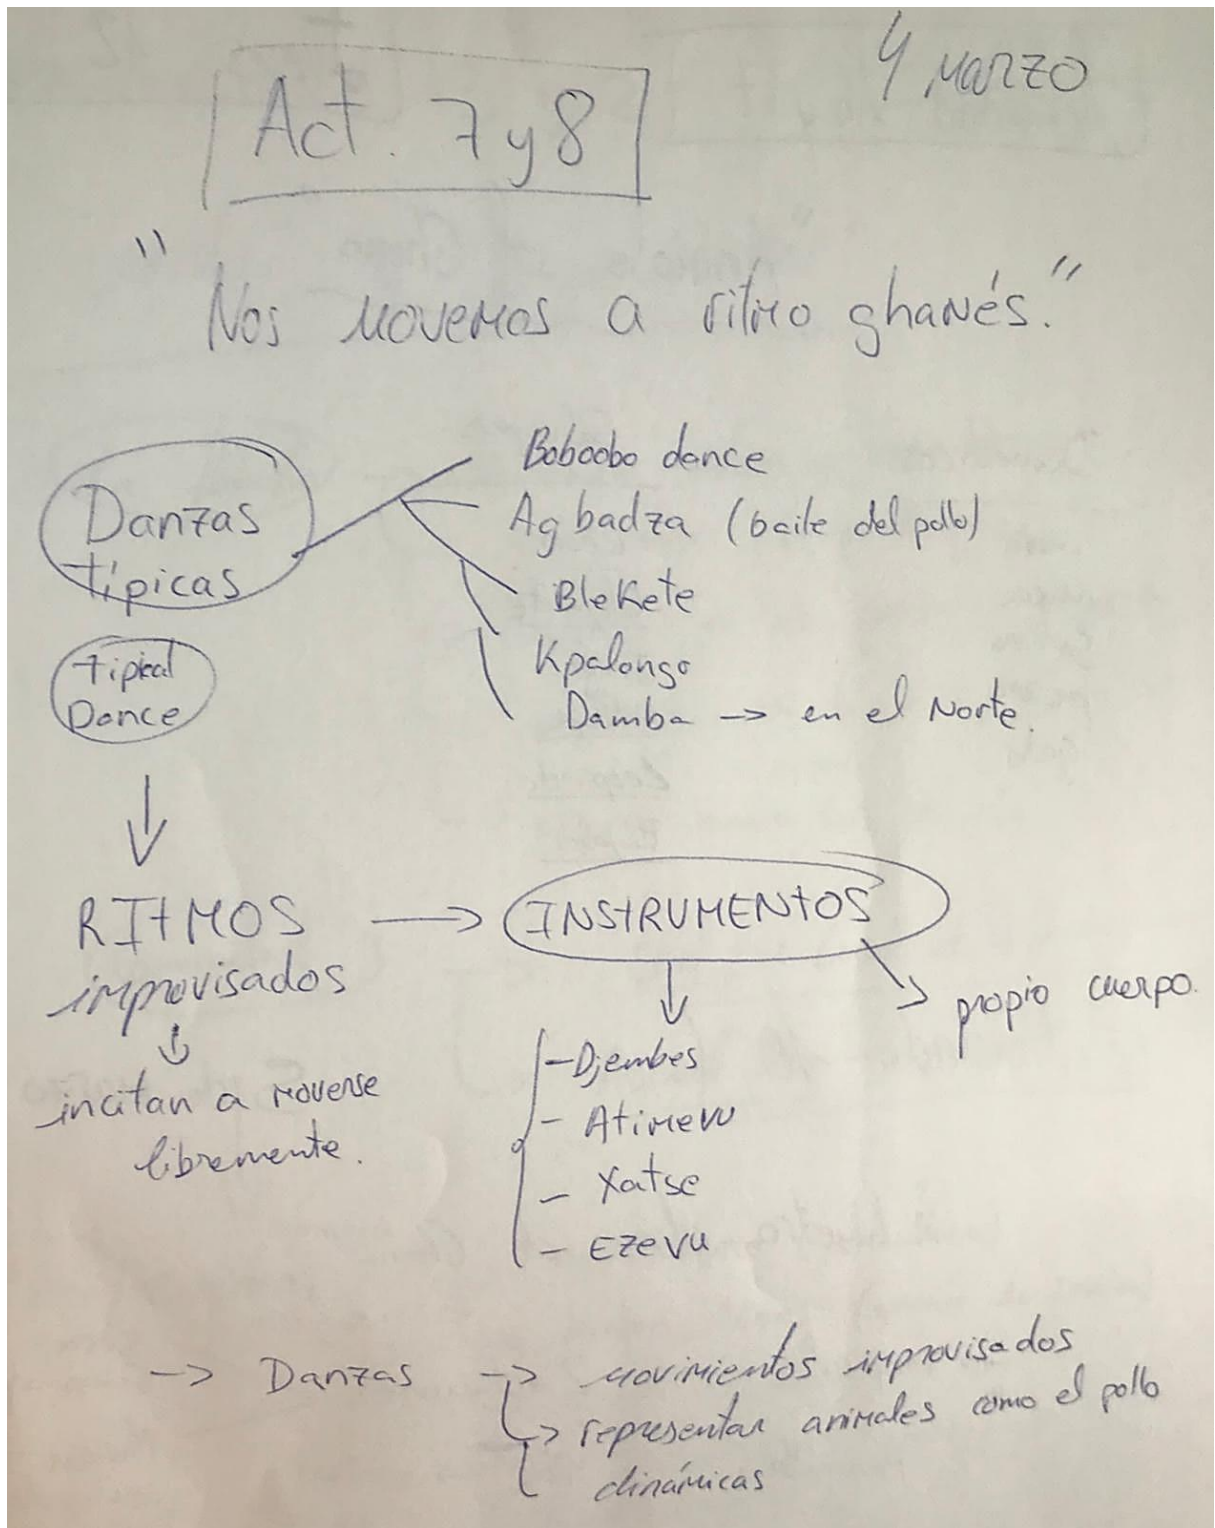 4 marzo
Act. 7 y 8
"Nos movemos a ritmo ghanés."
Danzas
típicas
Boboobo dance
Agbadza (baile del pollo)
Blekete
Kpalongo
Damba -> en el Norte.
Tipical
Dance
RITMOS -> INSTRUMENTOS
improvisados
propio cuerpo.
incitan a moverse
libremente.
- Djembes
- Atimevu
- Xatse
- Ezevu
-> Danzas -> movimientos improvisados
-> representar animales como el pollo
dinámicas